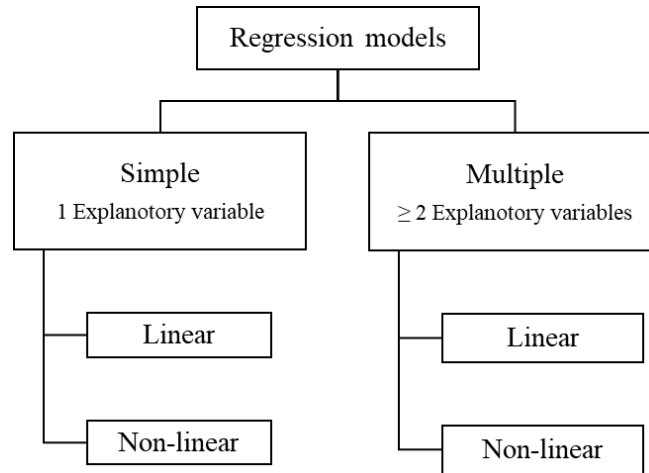 Regression models
Simple
1 Explanotory variable
Multiple
≥ 2 Explanotory variables
Linear
Non-linear
Linear
Non-linear